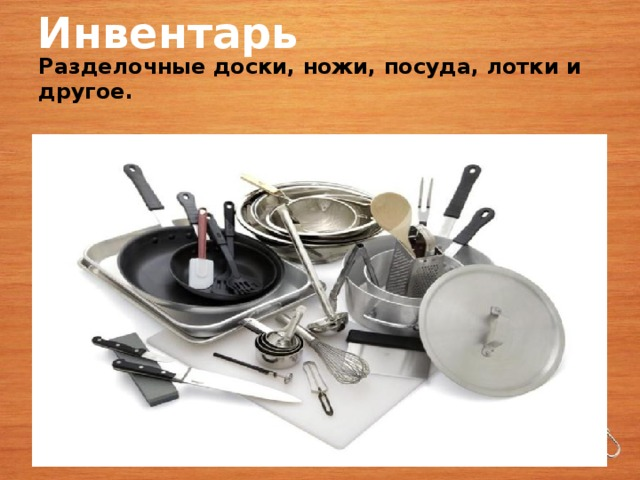 Инвентарь
Разделочные доски, ножи, посуда, лотки и
другое.